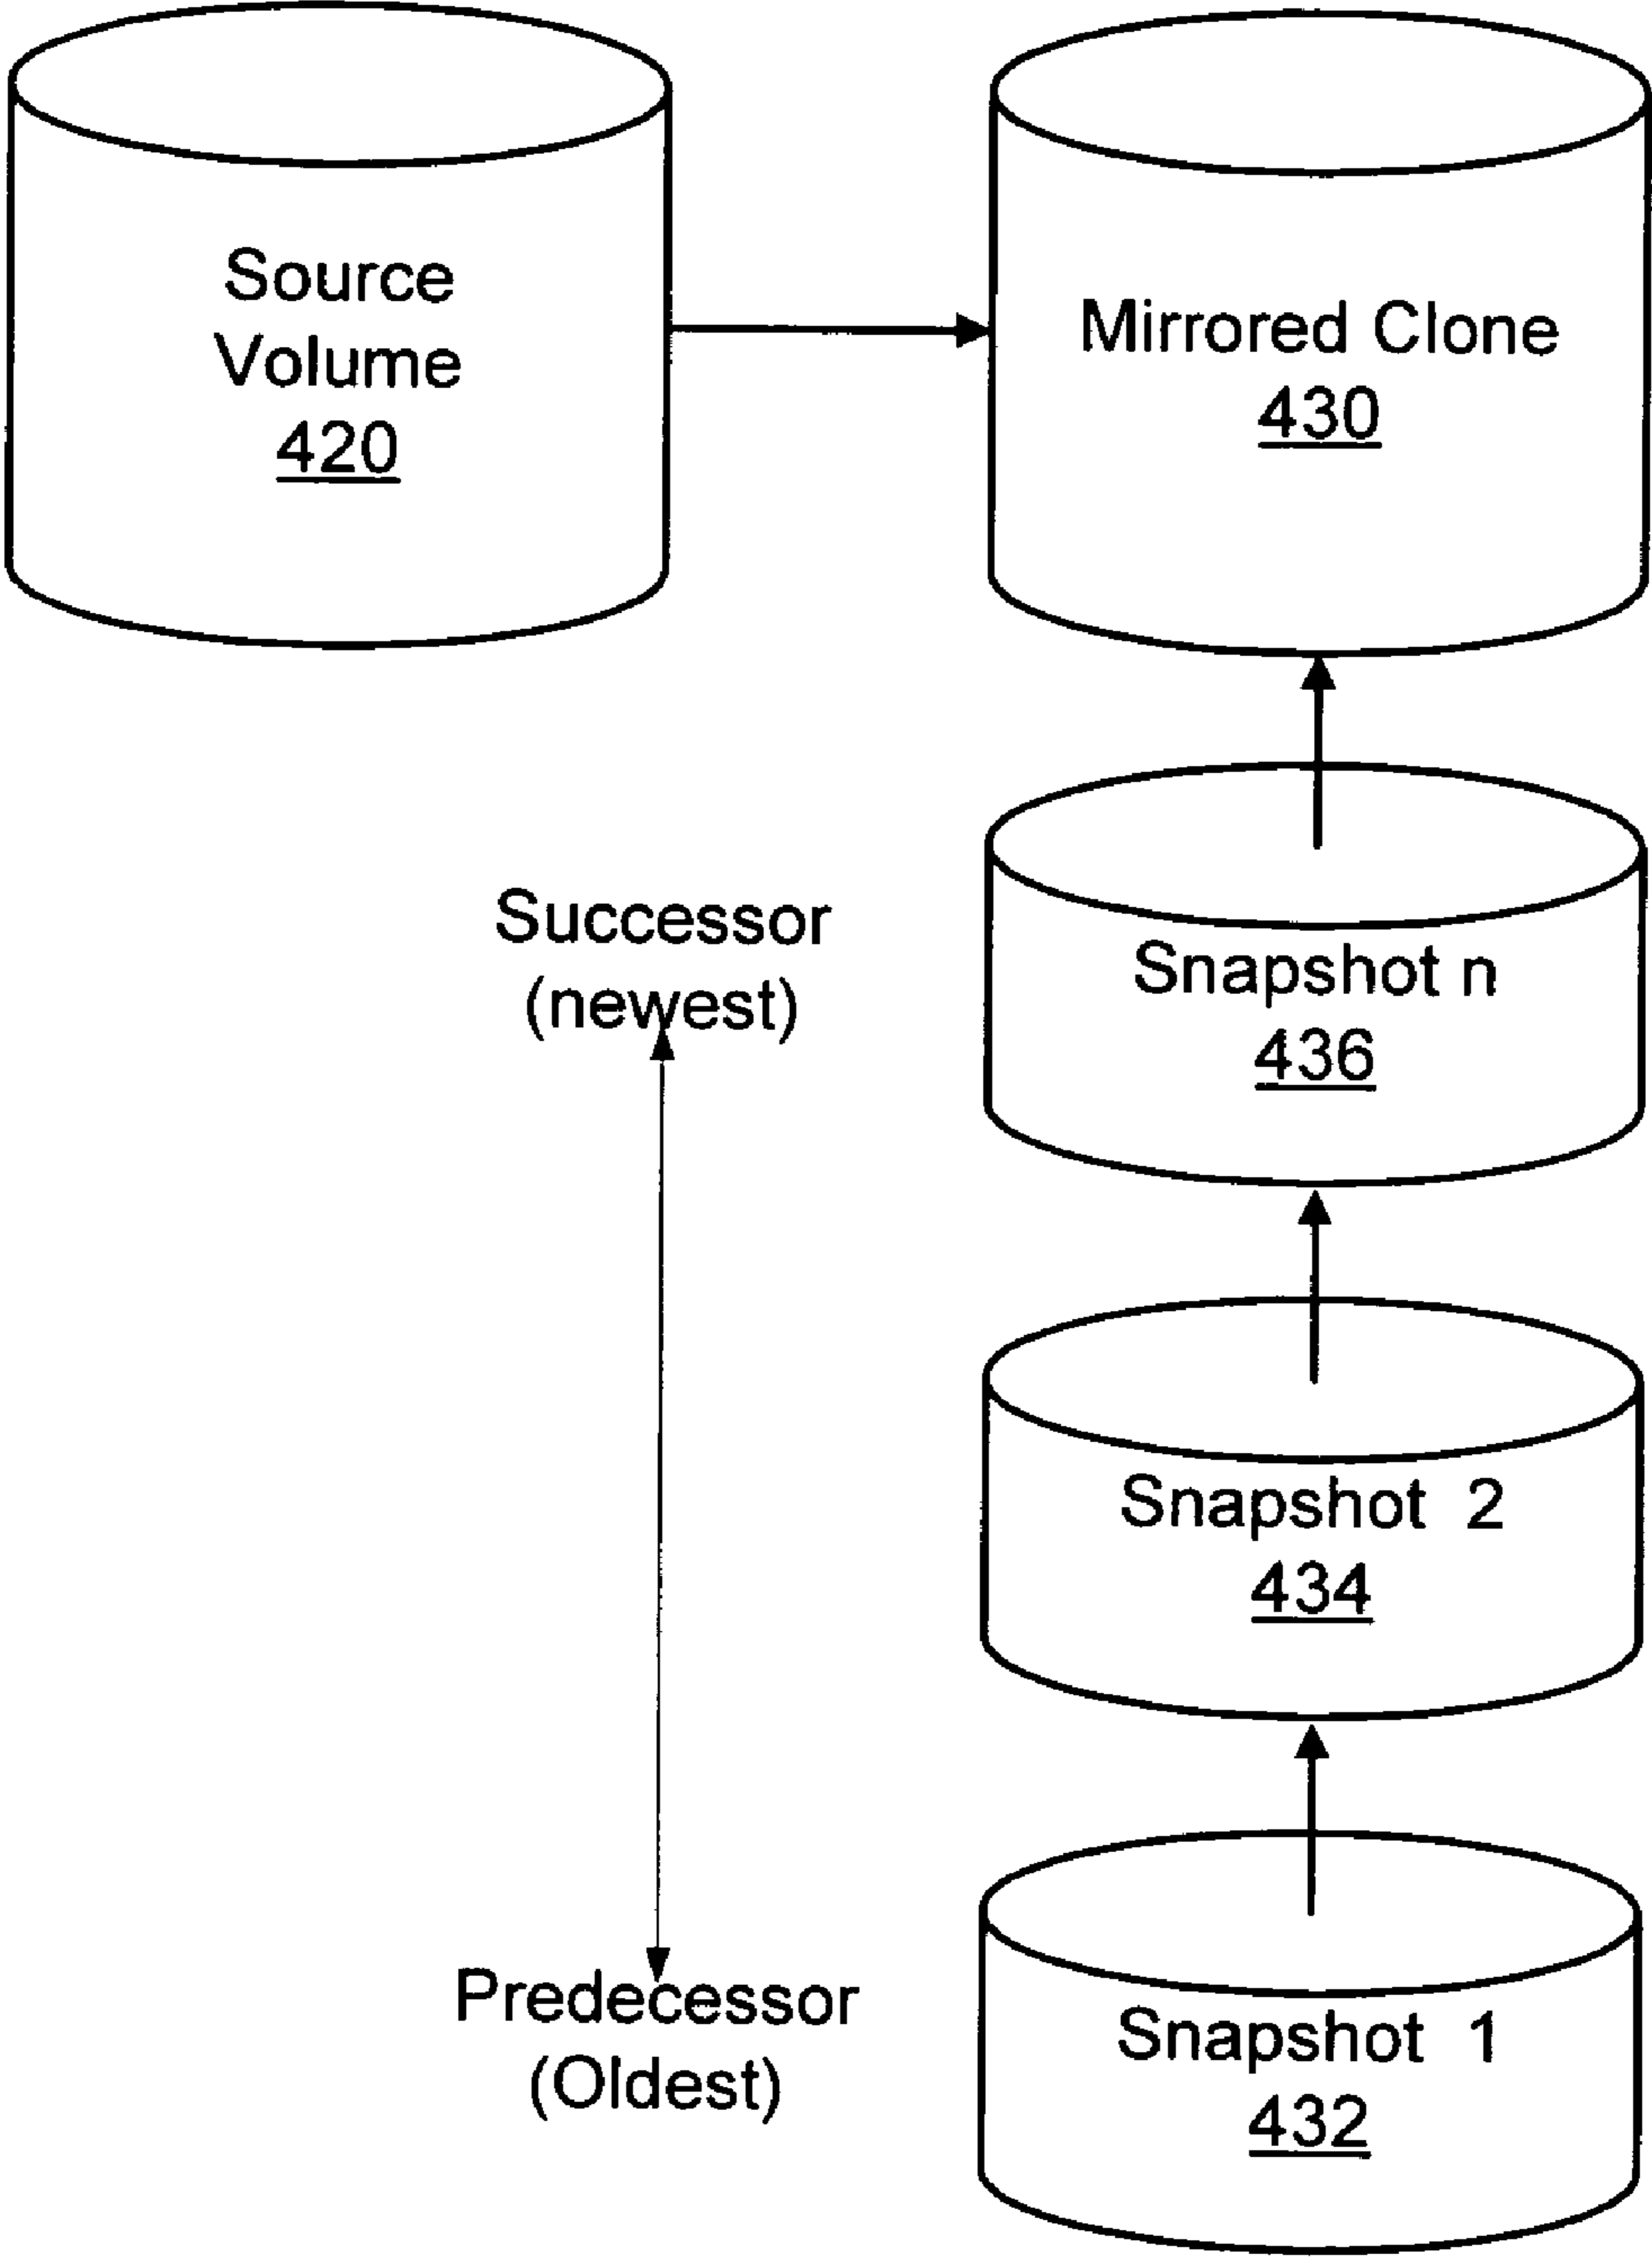 Source
Volume
420
Mirrored Clone
430
Successor
(newest)
Snapshot n
436
Snapshot 2
434
Predecessor
(Oldest)
Snapshot 1
432